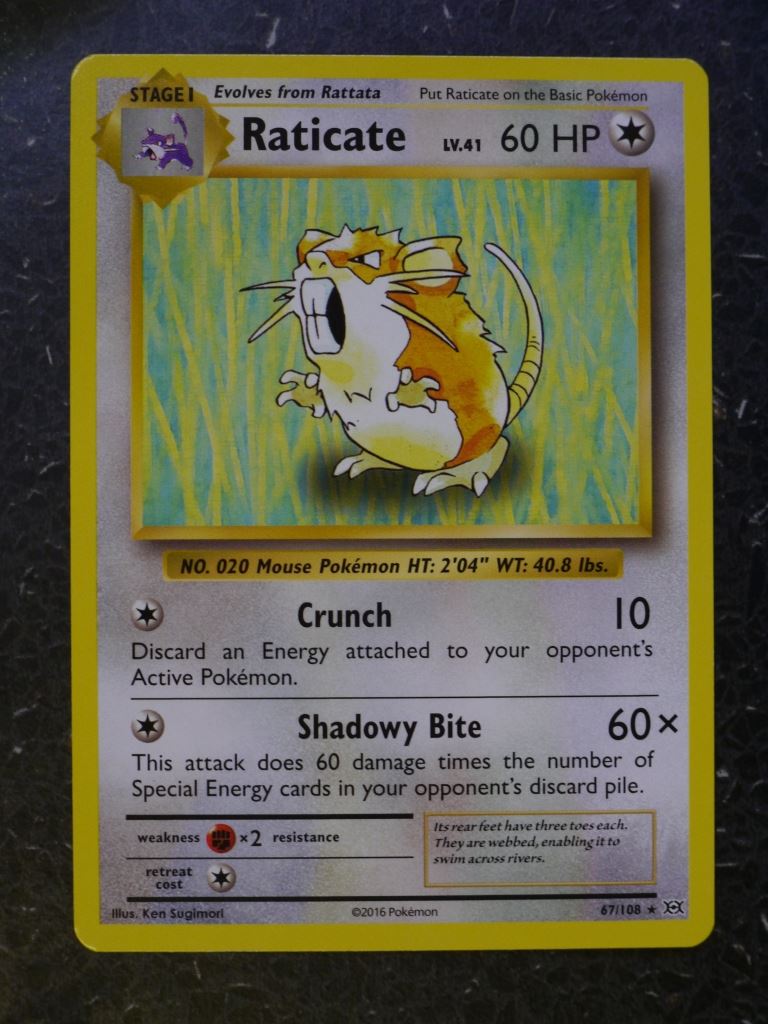 STAGE 1 Evolves from Rattata Put Raticate on the Basic Pokémon
Raticate LV.41 60 HP
NO. 020 Mouse Pokémon HT: 2'04" WT: 40.8 lbs.
Crunch 10
Discard an Energy attached to your opponent's
Active Pokémon.
Shadowy Bite 60×
This attack does 60 damage times the number of
Special Energy cards in your opponent's discard pile.
weakness ×2 resistance
retreat
cost
Its rear feet have three toes each.
They are webbed, enabling it to
swim across rivers.
Illus. Ken Sugimori ©2016 Pokémon 67/108 ★